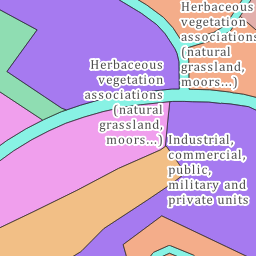 Herbaceous
vegetation
associations
(natural
grassland,
moors...)
Herbaceous
vegetation
associations
(natural
grassland,
moors...)
Industrial,
commercial,
public,
military and
private units